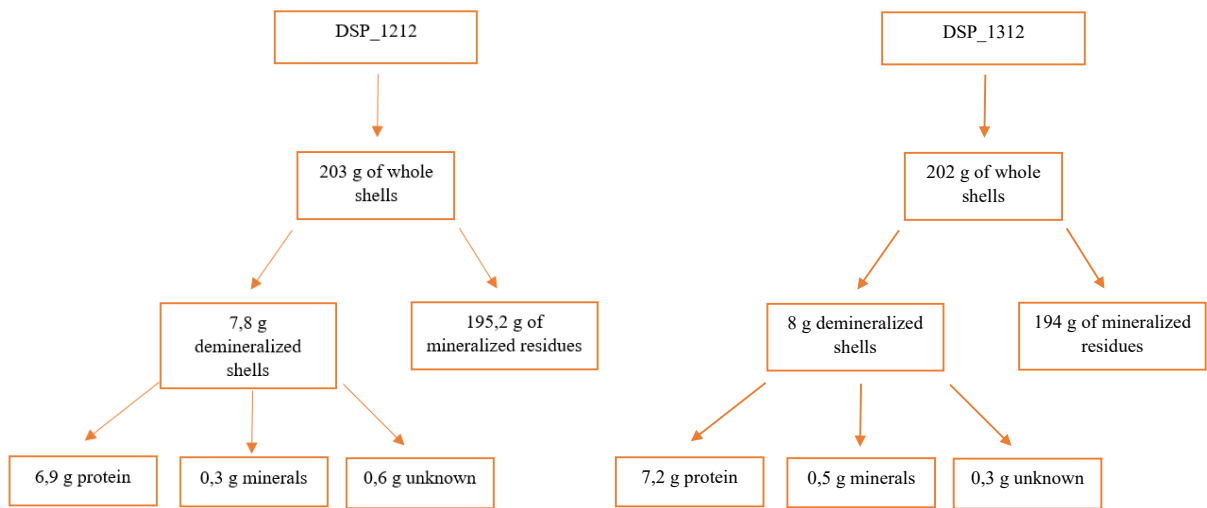 DSP_1212
203 g of whole
shells
7,8 g
demineralized
shells
195,2 g of
mineralized residues
6,9 g protein
0,3 g minerals
0,6 g unknown
DSP_1312
202 g of whole
shells
8 g demineralized
shells
194 g of mineralized
residues
7,2 g protein
0,5 g minerals
0,3 g unknown